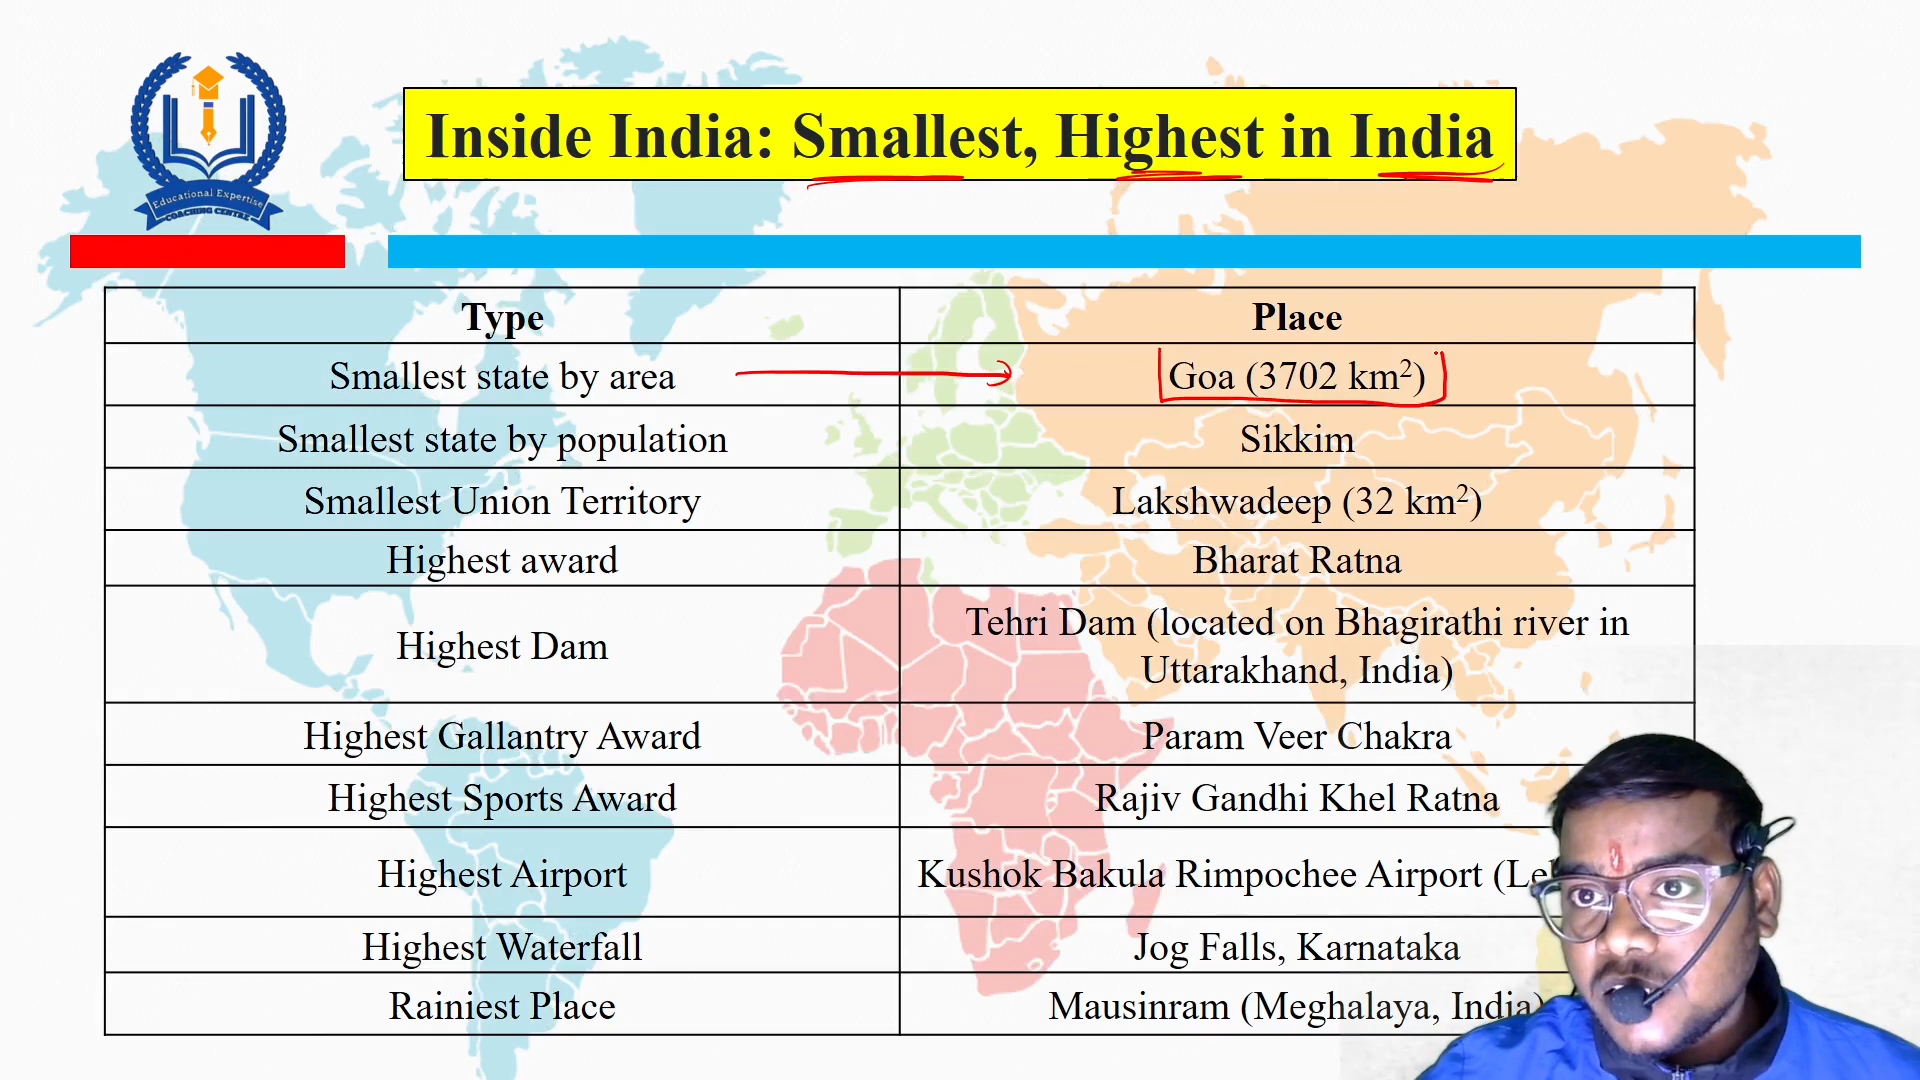 Educational Expertise
COACHING CENTRE
Inside India: Smallest, Highest in India
Type Place
Smallest state by area Goa (3702 km²)
Smallest state by population Sikkim
Smallest Union Territory Lakshwadeep (32 km²)
Highest award Bharat Ratna
Highest Dam Tehri Dam (located on Bhagirathi river in
Uttarakhand, India)
Highest Gallantry Award Param Veer Chakra
Highest Sports Award Rajiv Gandhi Khel Ratna
Highest Airport Kushok Bakula Rimpochee Airport
Highest Waterfall Jog Falls, Karnataka
Rainiest Place Mausinram (Meghalaya, India)